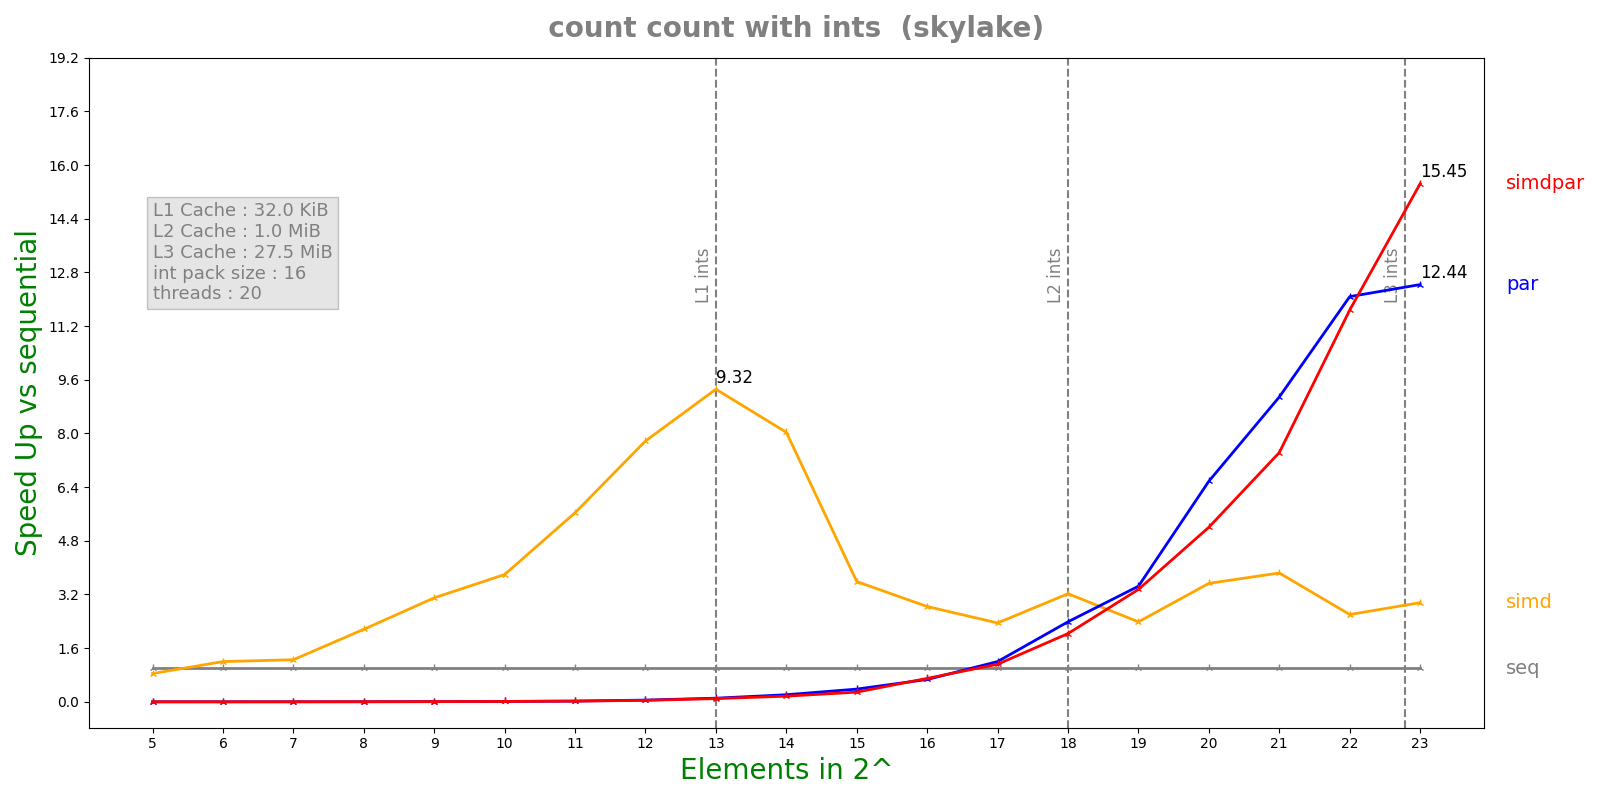 count count with ints  (skylake)
19.2
17.6
16.0
14.4
12.8
11.2
9.6
8.0
6.4
4.8
3.2
1.6
0.0
Speed Up vs sequential
L1 Cache : 32.0 KiB
L2 Cache : 1.0 MiB
L3 Cache : 27.5 MiB
int pack size : 16
threads : 20
L1 ints
L2 ints
L3 ints
9.32
15.45
12.44
simdpar
par
simd
seq
5 6 7 8 9 10 11 12 13 14 15 16 17 18 19 20 21 22 23
Elements in 2^